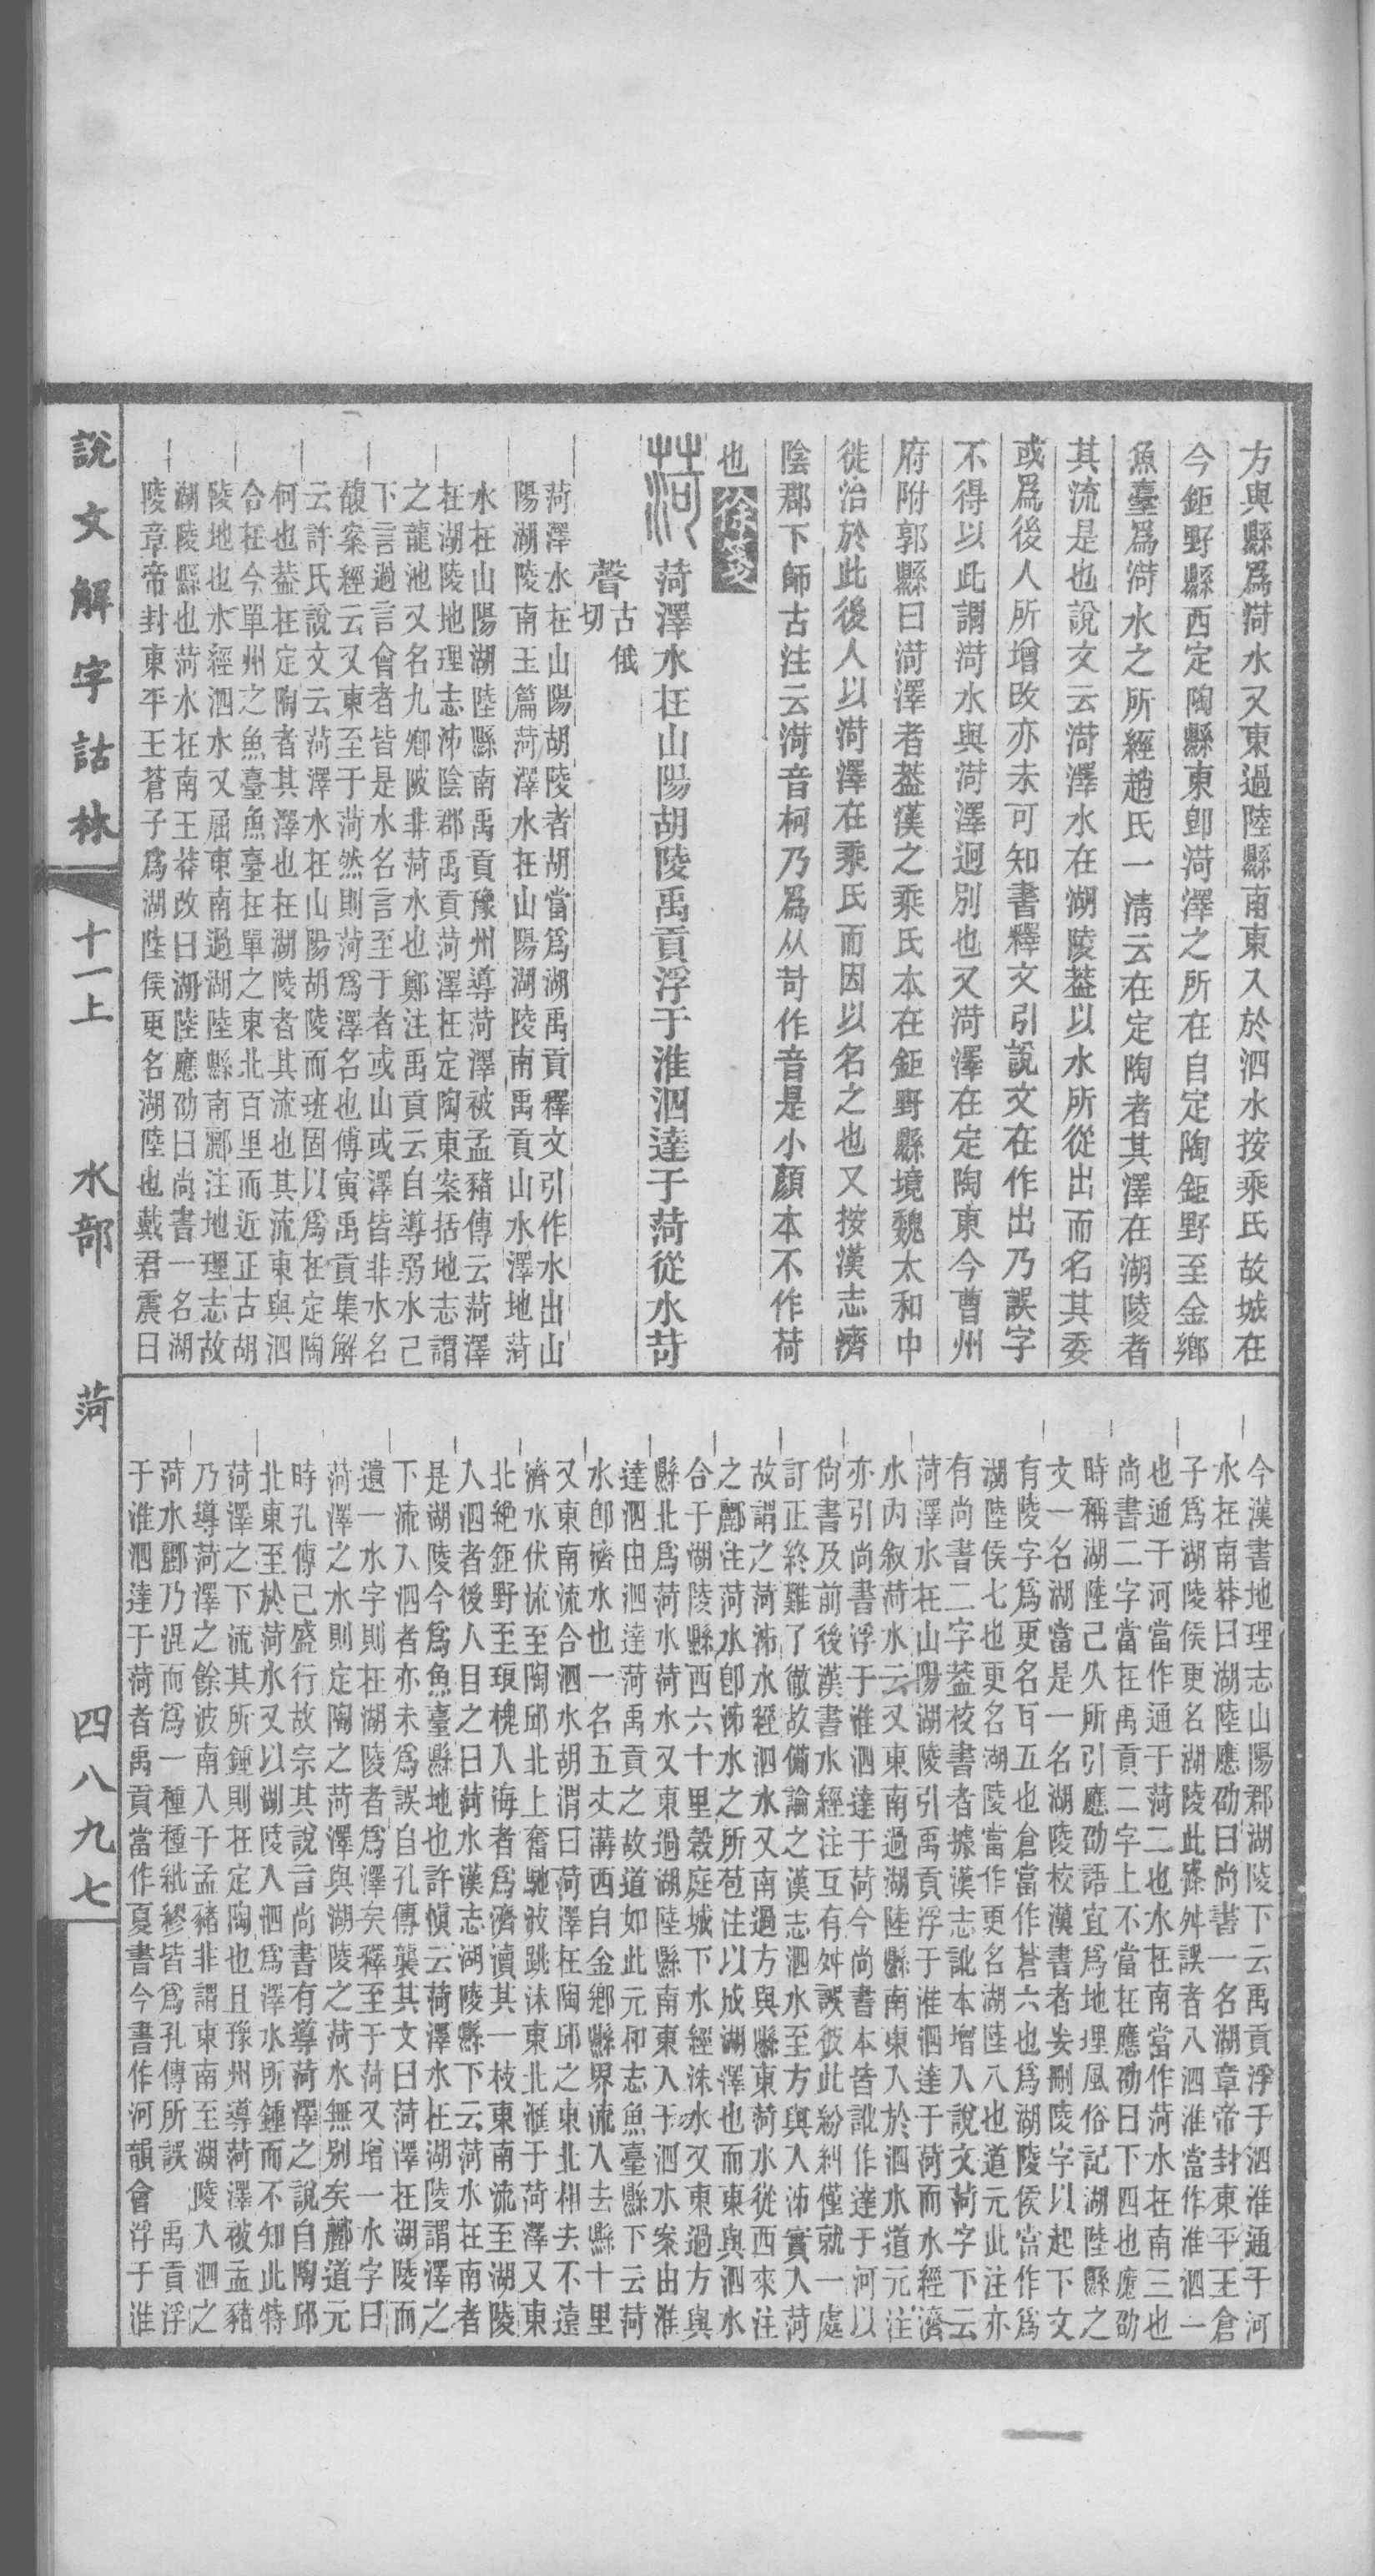 方與縣爲菏水又東過陸縣南東入於泗水按乘氏故城在
今鉅野縣西定陶縣東卽菏澤之所在自定陶鉅野至金鄉
魚臺爲菏水之所經趙氏一淸云在定陶者其澤在湖陵者
其流是也說文云菏澤水在湖陵葢以水所從出而名其委
或爲後人所增改亦未可知書釋文引說文在作出乃誤字
不得以此謂菏水與菏澤迥別也又菏澤在定陶東今曹州
府附郭縣曰菏澤者葢漢之乘氏本在鉅野縣境魏太和中
徙治於此後人以菏澤在乘氏而因以名之也又按漢志濟
陰郡下師古注云菏音柯乃爲从苛作音是小顏本不作荷
也 徐箋
菏 菏澤水在山陽胡陵禹貢浮于淮泗達于菏從水苛
聲 古俄切
菏澤水在山陽胡陵者胡當爲湖禹貢釋文引作水出山
陽湖陵南玉篇菏澤水在山陽湖陵南禹貢山水澤地菏
水在山陽湖陸縣南禹貢豫州導菏澤被孟豬傳云菏澤
在湖陵地理志沛陰郡禹貢菏澤在定陶東案括地志謂
之龍池又名九卿陂非菏水也鄭注禹貢云自導弱水己
下言過言會者皆是水名言至于者或山或澤皆非水名
馥案經云又東至于菏然則菏爲澤名也傅寅禹貢集解
云許氏說文云菏澤水在山陽胡陵而班固以爲在定陶
何也葢在定陶者其澤也在湖陵者其流也其流東與泗
合在今單州之魚臺魚臺在單之東北百里而近正古胡
陵地也水經泗水又屈東南過湖陸縣南酈注地理志故
湖陵縣也菏水在南王莽改曰湖陸應劭曰尚書一名湖
陵章帝封東平王蒼子爲湖陸侯更名湖陸也戴君震曰
今漢書地理志山陽郡湖陵下云禹貢浮于泗淮通于河
水在南莽曰湖陸應劭曰尚書一名湖章帝封東平王倉
子爲湖陵侯更名湖陵此條舛誤者八泗淮當作淮泗一
也通于河當作通于菏二也水在南當作菏水在南三也
尚書二字當在禹貢二字上不當在應劭曰下四也應劭
時稱湖陸己久所引應劭語宜爲地理風俗記湖陸縣之
文一名湖當是一名湖陵校漢書者妄刪陵字以起下文
有陵字爲更名百五也倉當作蒼六也爲湖陵侯當作爲
湖陸侯七也更名湖陵當作更名湖陸八也道元此注亦
有尚書二字葢校書者據漢志訛本增入說文菏字下云
菏澤水在山陽湖陵引禹貢浮于淮泗達于菏而水經濟
水內叙菏水云又東南過湖陸縣南東入於泗水道元注
亦引尚書浮于淮泗達于菏今尚書本皆訛作達于河以
尙書及前後漢書水經注互有舛誤彼此紛糾僅就一處
訂正終難了徹故備論之漢志泗水至方與入沛實入菏
故謂之菏沛水經泗水又南過方與縣東菏水從西來注
之酈注菏水卽沛水之所苞注以成湖澤也而東與泗水
合于湖陵縣西六十里穀庭城下水經洙水又東過方與
縣北爲菏水菏水又東過湖陸縣南東入于泗水案由淮
達泗由泗達菏禹貢之故道如此元和志魚臺縣下云菏
水卽濟水也一名五丈溝西自金鄉縣界流入去縣十里
又東南流合泗水胡渭曰菏澤在陶邱之東北相去不遠
濟水伏流至陶邱北上奮馳波跳沫東北滙于菏澤又東
北絶鉅野至琅槐入海者爲濟瀆其一枝東南流至湖陵
入泗者後人目之曰菏水漢志湖陵縣下云菏水在南者
是湖陵今爲魚臺縣地也許愼云菏澤水在湖陵謂澤之
下流入泗者亦未爲誤自孔傳襲其文曰菏澤在湖陵而
遺一水字則在湖陵者爲澤矣釋至于菏又增一水字曰
菏澤之水則定陶之菏澤與湖陵之菏水無別矣酈道元
時孔傳己盛行故宗其說言尚書有導菏澤之說自陶邱
北東至於菏水又以湖陵入泗爲澤水所鍾而不知此特
菏澤之下流其所鍾則在定陶也且豫州導菏澤被孟豬
乃導菏澤之餘波南入于孟豬非謂東南至湖陵入泗之
菏水酈乃混而爲一種種紕繆皆爲孔傳所誤 禹貢浮
于淮泗達于菏者禹貢當作夏書今書作河韻會浮于淮
說文解字詁林 十一上 水部 菏 四八九七